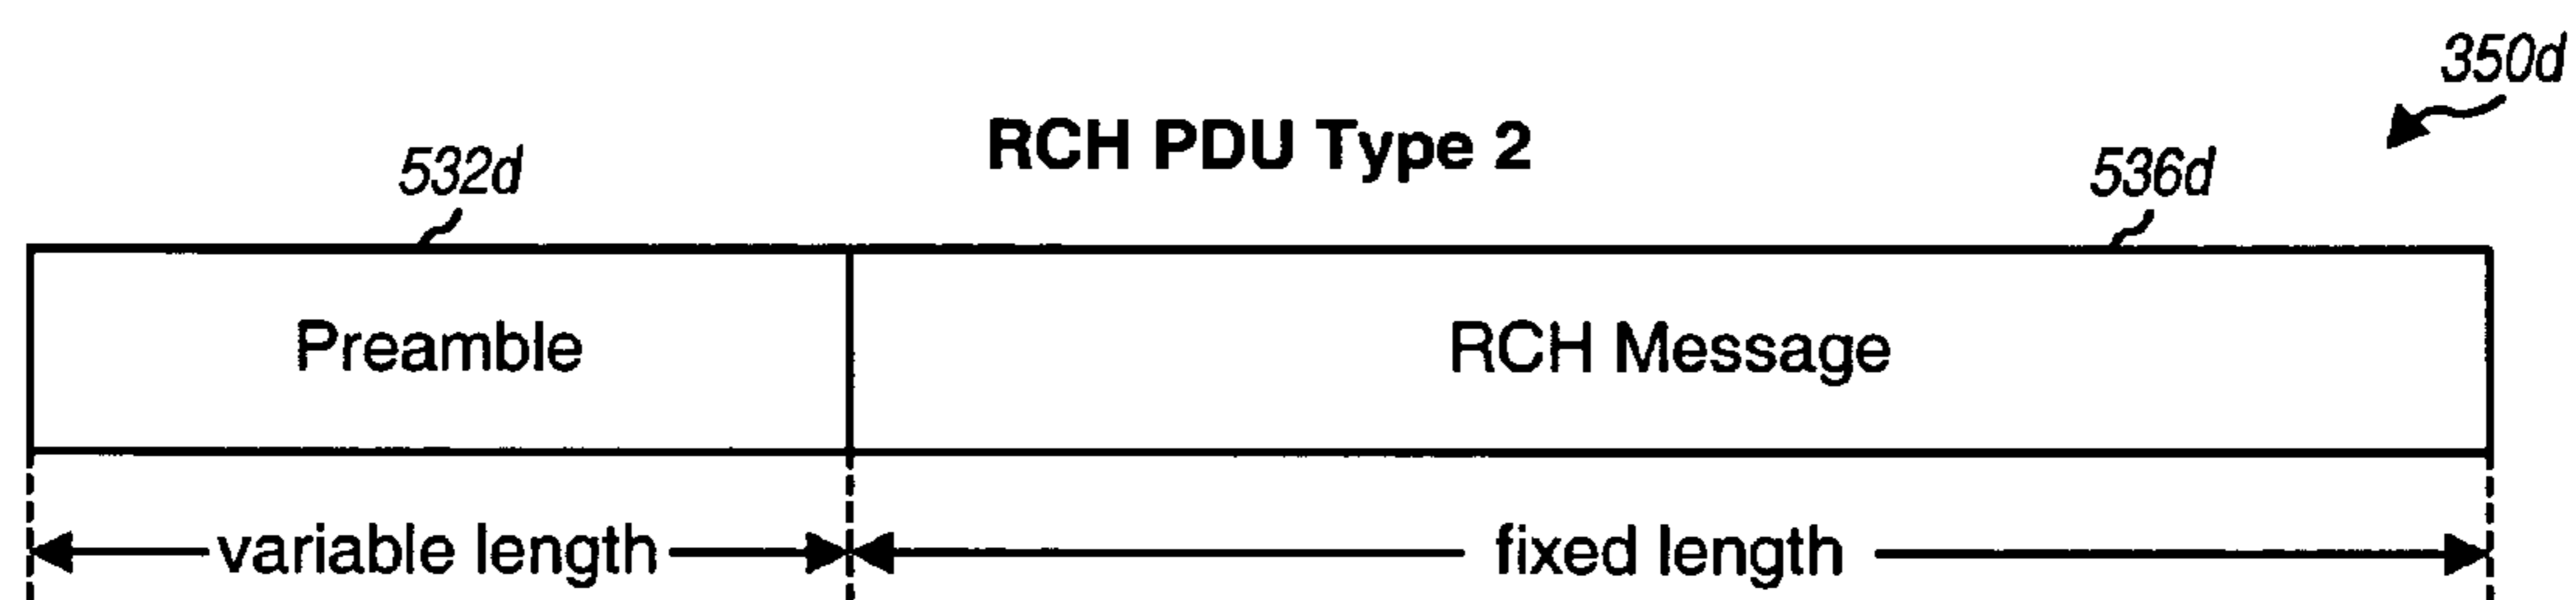 350d
RCH PDU Type 2
532d
536d
Preamble
RCH Message
variable length
fixed length